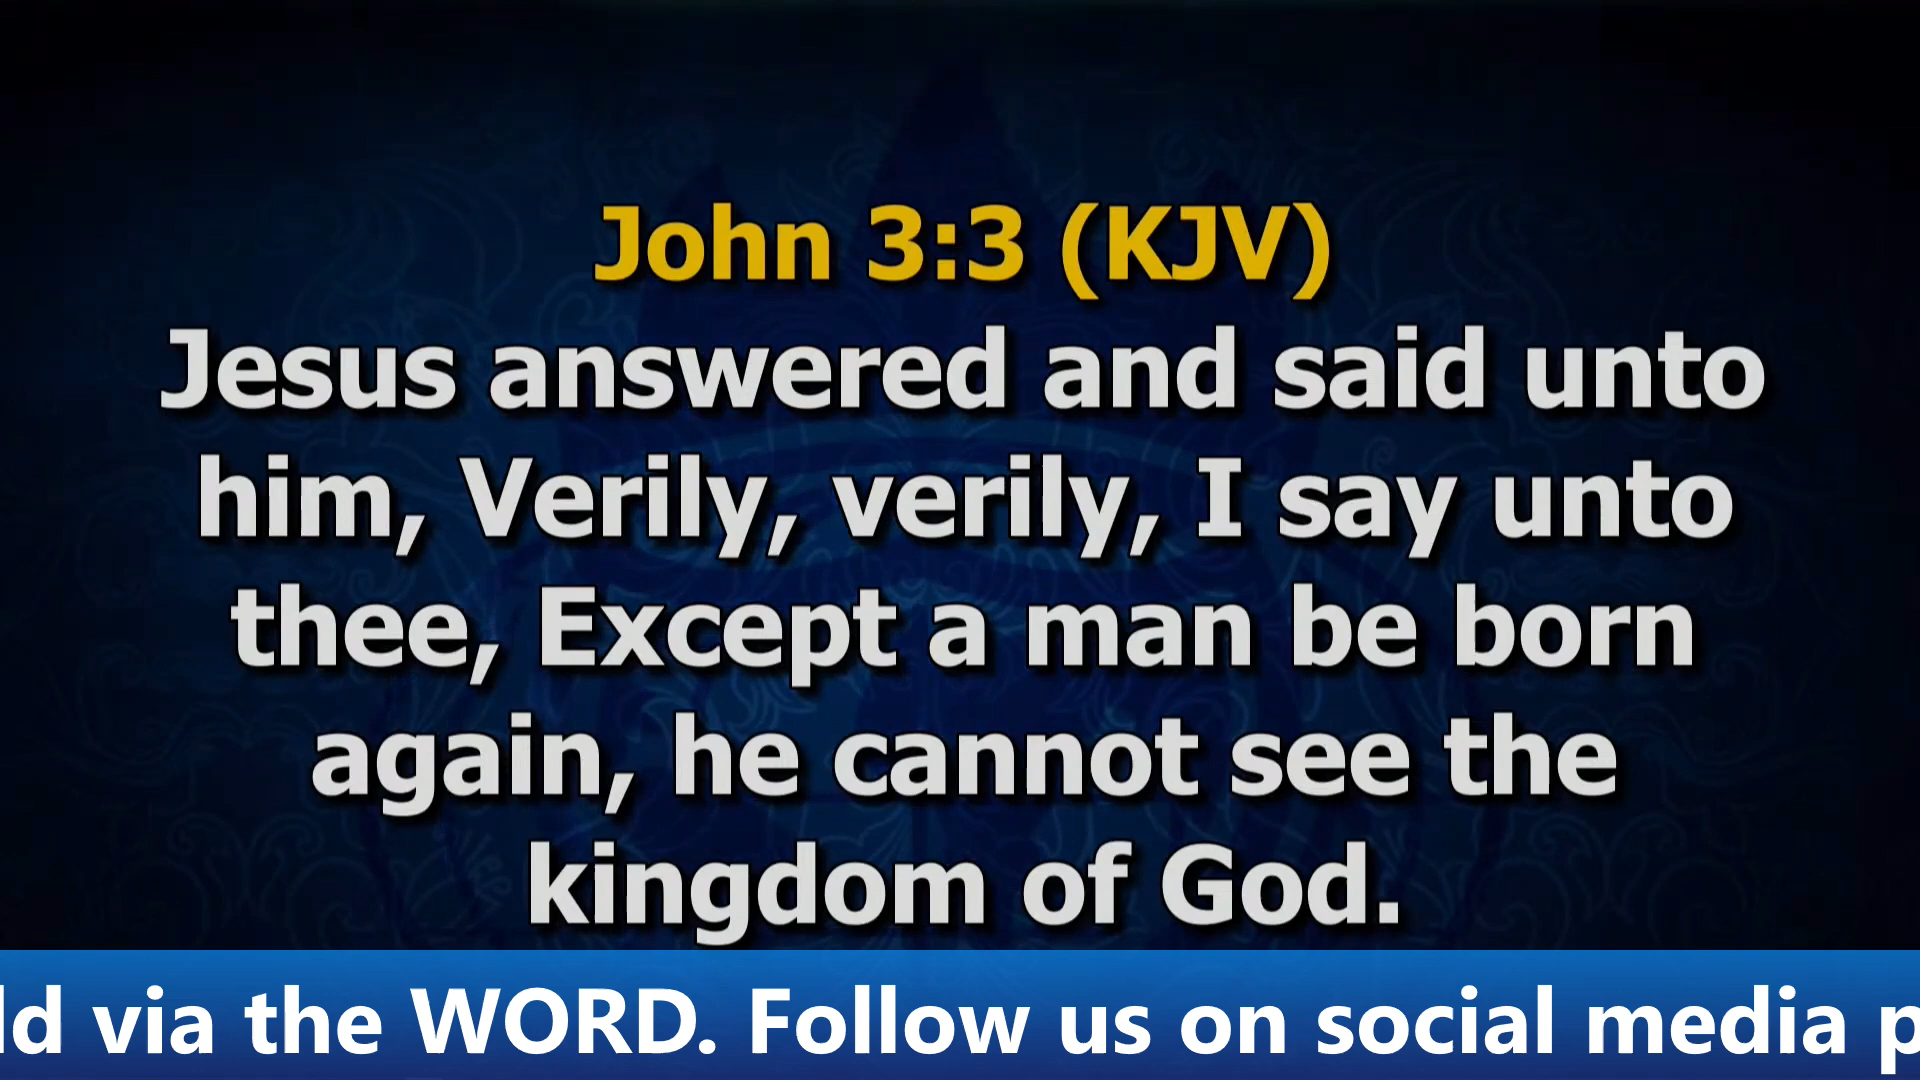 John 3:3 (KJV)
Jesus answered and said unto
him, Verily, verily, I say unto
thee, Except a man be born
again, he cannot see the
kingdom of God.
via the WORD. Follow us on social media